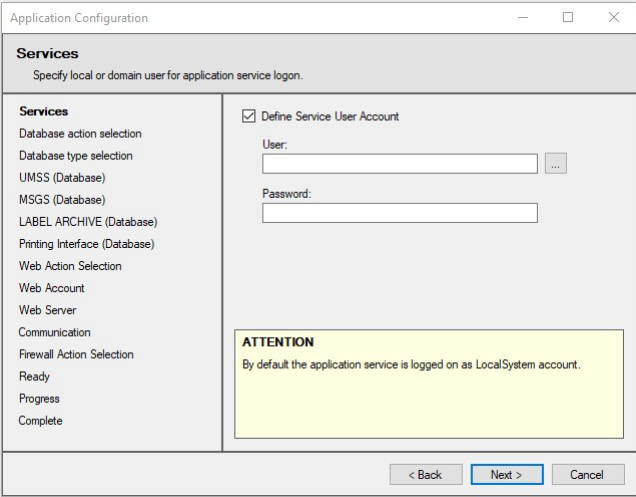 Application Configuration
Services
Specify local or domain user for application service logon.
Services
Database action selection
Database type selection
UMSS (Database)
MSGS (Database)
LABEL ARCHIVE (Database)
Printing Interface (Database)
Web Action Selection
Web Account
Web Server
Communication
Firewall Action Selection
Ready
Progress
Complete
Define Service User Account
User:
...
Password:
ATTENTION
By default the application service is logged on as LocalSystem account.
< Back
Next >
Cancel